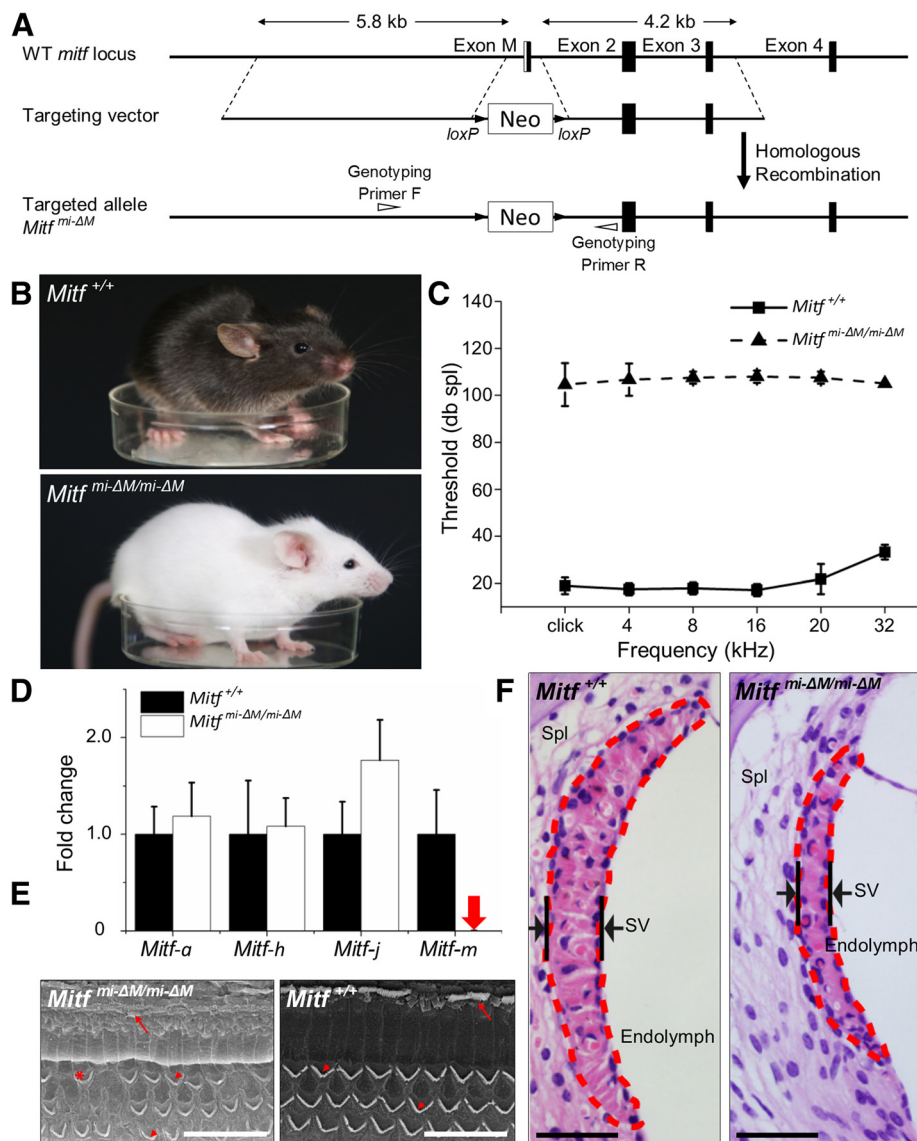 A
5.8 kb
4.2 kb
WT mitf locus
Exon M
Exon 2
Exon 3
Exon 4
Targeting vector
loxP
Neo
loxP
Homologous
Recombination
Genotyping
Primer F
Targeted allele
Mitf mi-ΔM
Neo
Genotyping
Primer R
B
Mitf +/+
Mitf mi-ΔM/mi-ΔM
C
Mitf +/+
Mitf mi-ΔM/mi-ΔM
Threshold (db spl)
140
120
100
80
60
40
20
click 4 8 16 20 32
Frequency (kHz)
D
Mitf +/+
Mitf mi-ΔM/mi-ΔM
Fold change
2.0
1.0
0
Mitf-a Mitf-h Mitf-j Mitf-m
E
Mitf mi-ΔM/mi-ΔM
*
Mitf +/+
F
Mitf +/+
Spl
SV
Endolymph
Mitf mi-ΔM/mi-ΔM
Spl
SV
Endolymph